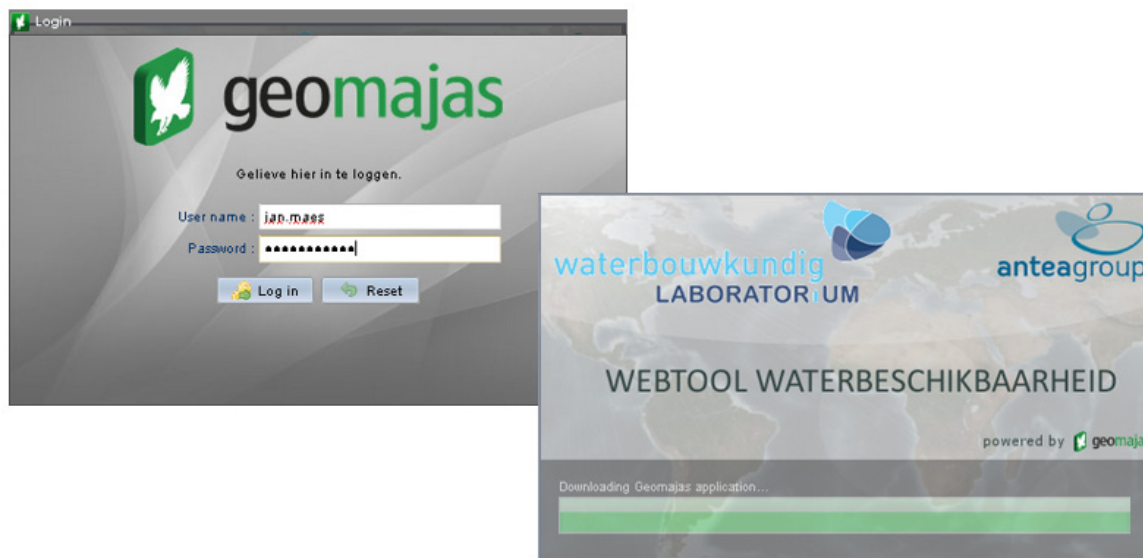 Login
geomajas
Gelieve hier in te loggen.
User name : jan.maes
Password : •••••••••••
Log in
Reset
waterbouwkundig
LABORATORIUM
anteagroup
WEBTOOL WATERBESCHIKBAARHEID
powered by geomaja
Downloading Geomajas application...